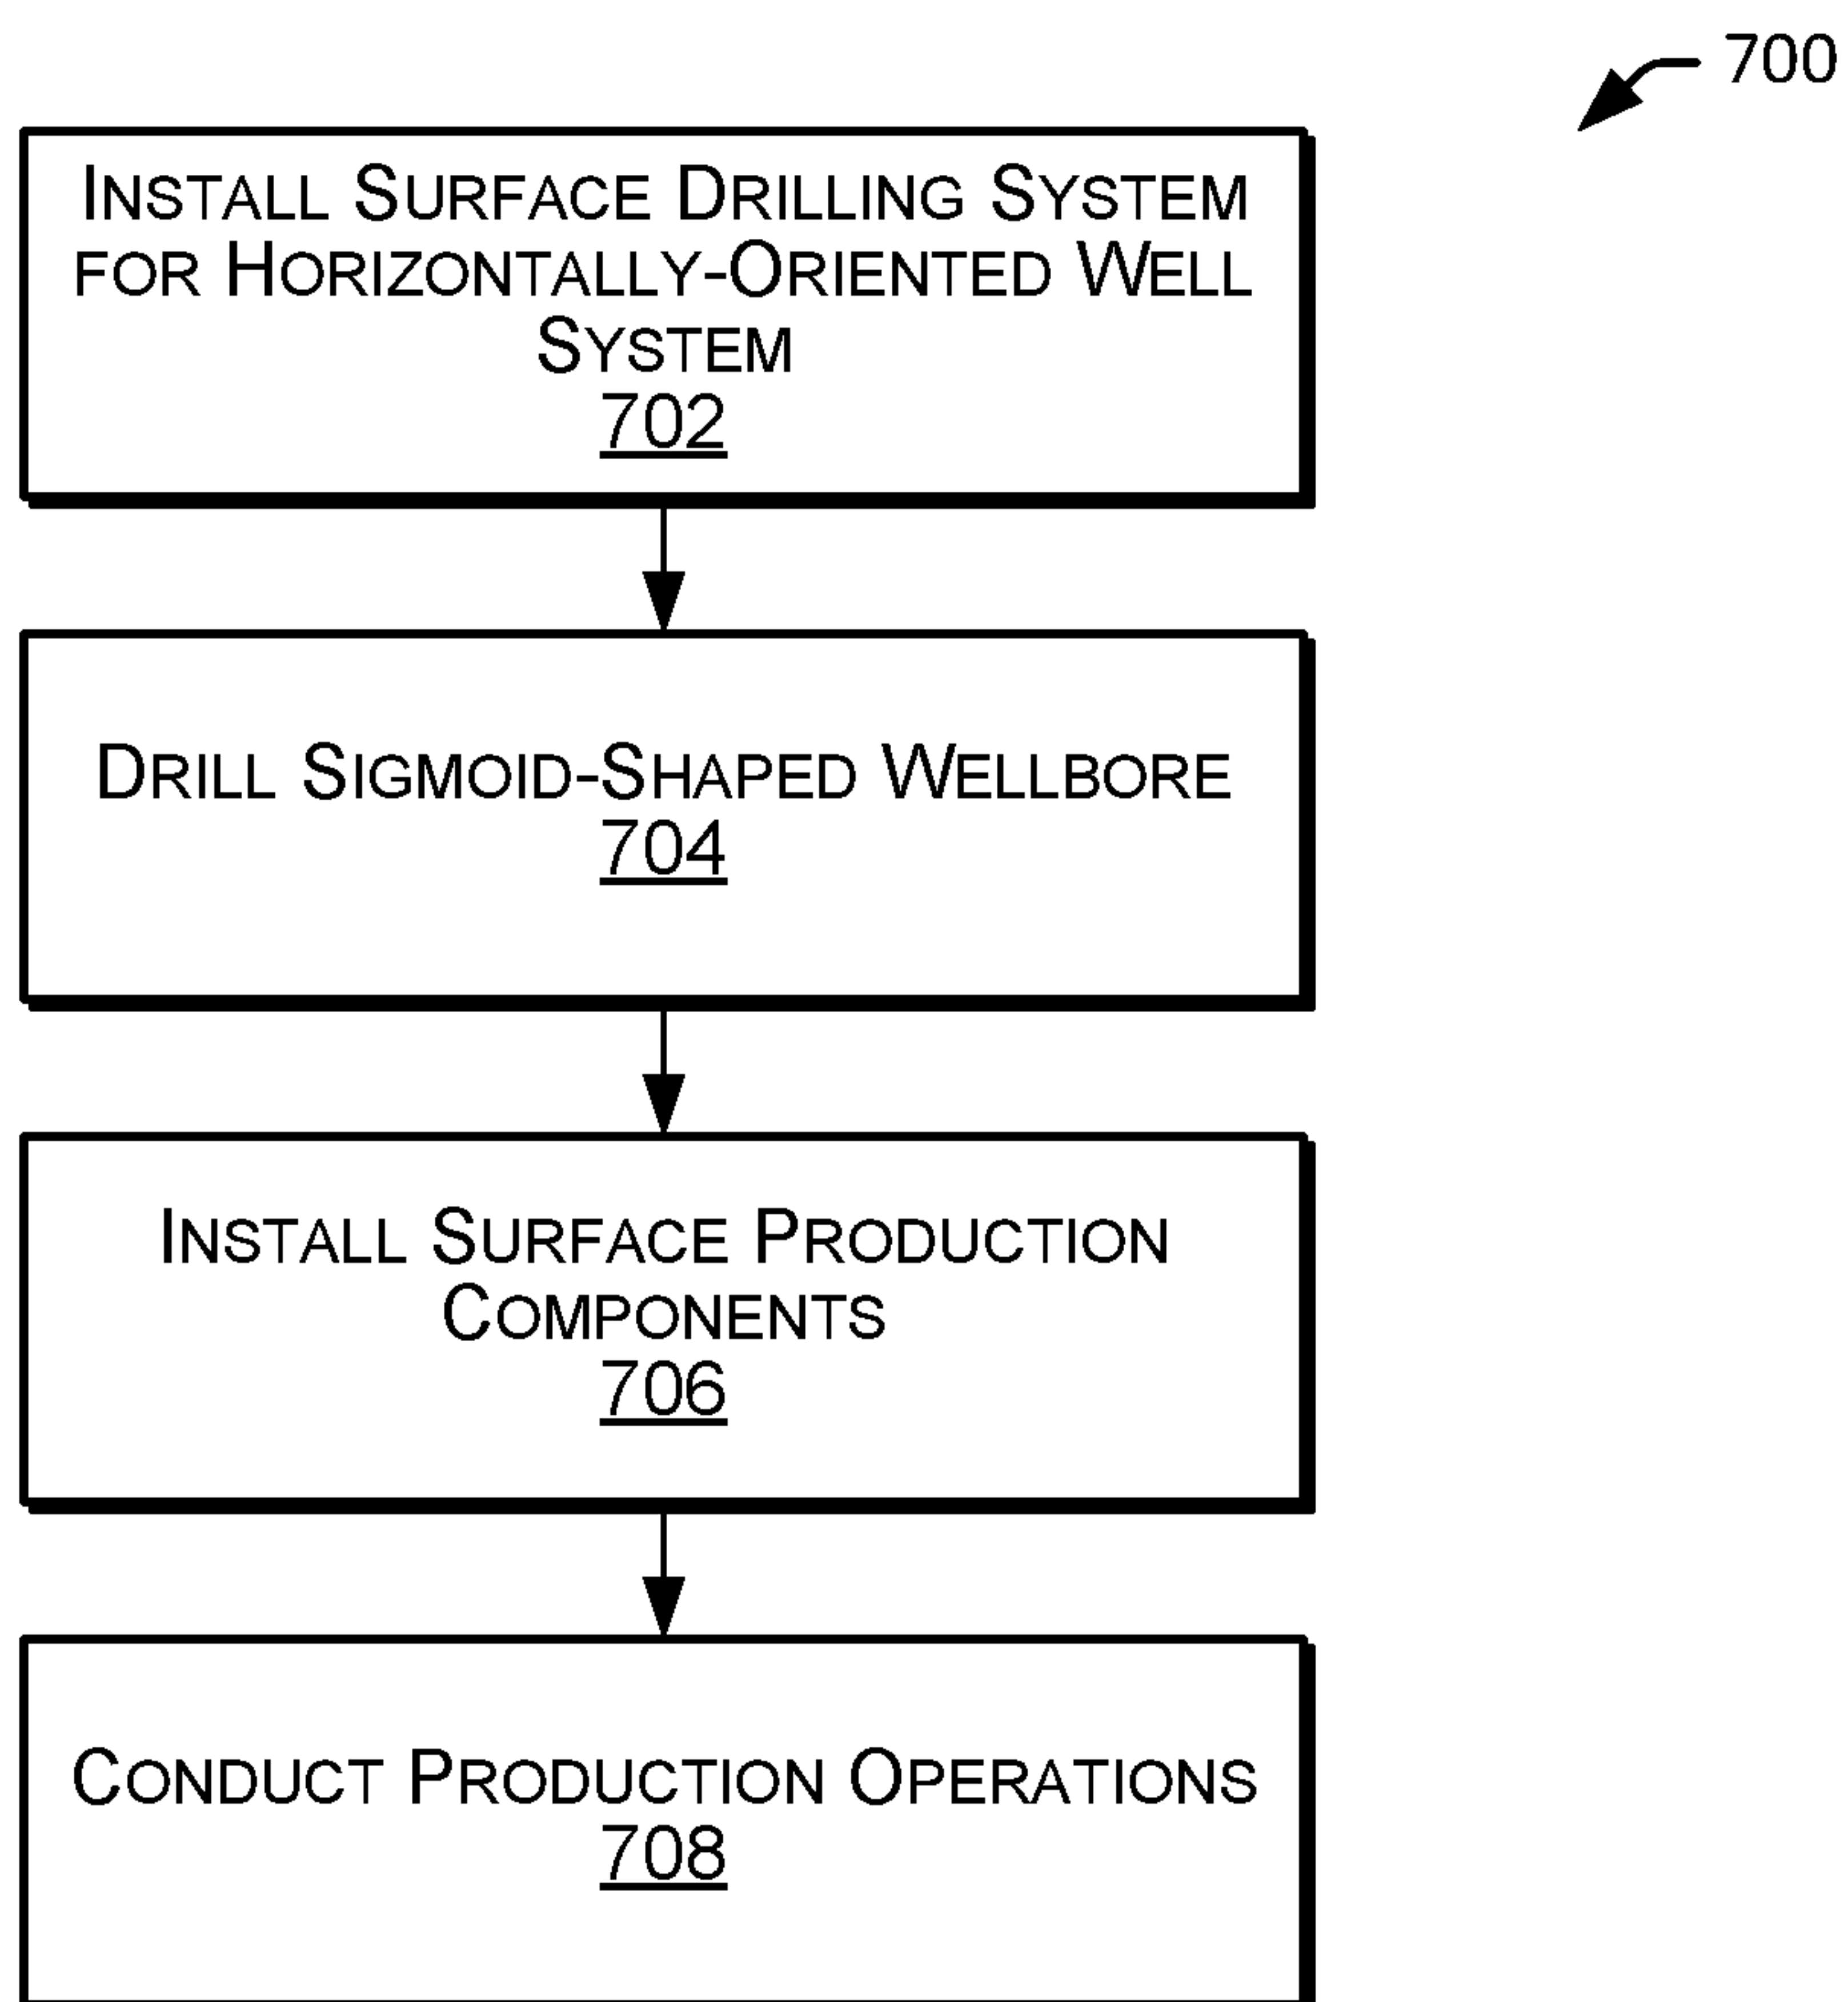 700
Install Surface Drilling System
for Horizontally-Oriented Well
System
702
Drill Sigmoid-Shaped Wellbore
704
Install Surface Production
Components
706
Conduct Production Operations
708